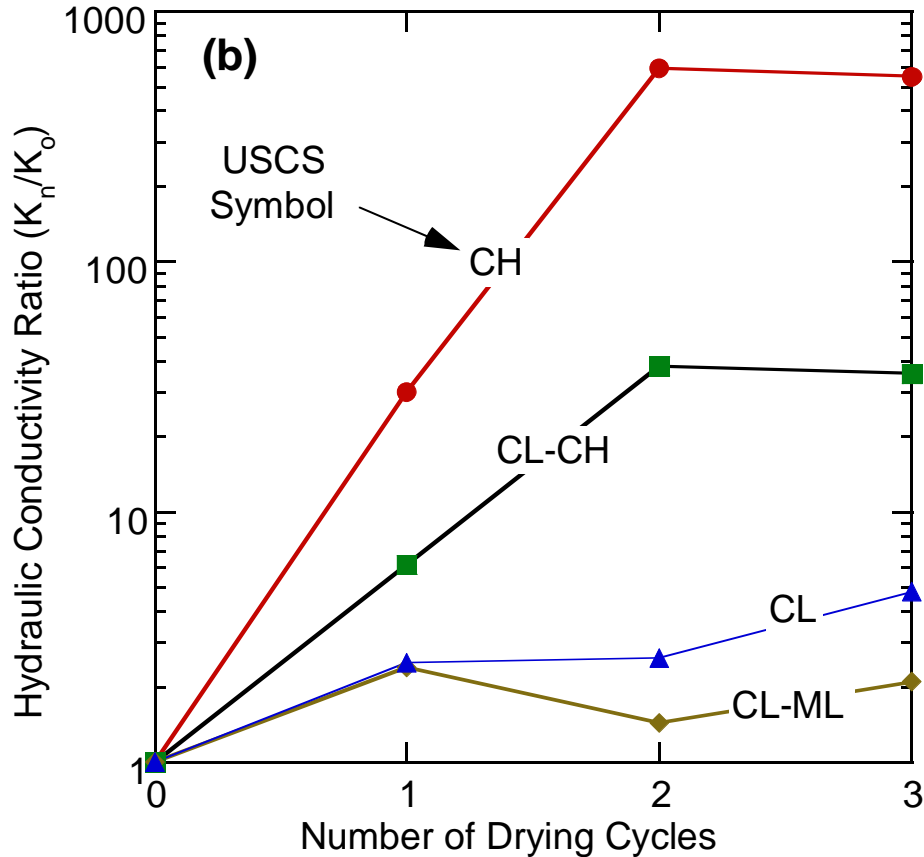 (b)
1000
100
10
1
Hydraulic Conductivity Ratio (Kn/Ko)
USCS
Symbol
CH
CL-CH
CL
CL-ML
0
1
2
3
Number of Drying Cycles